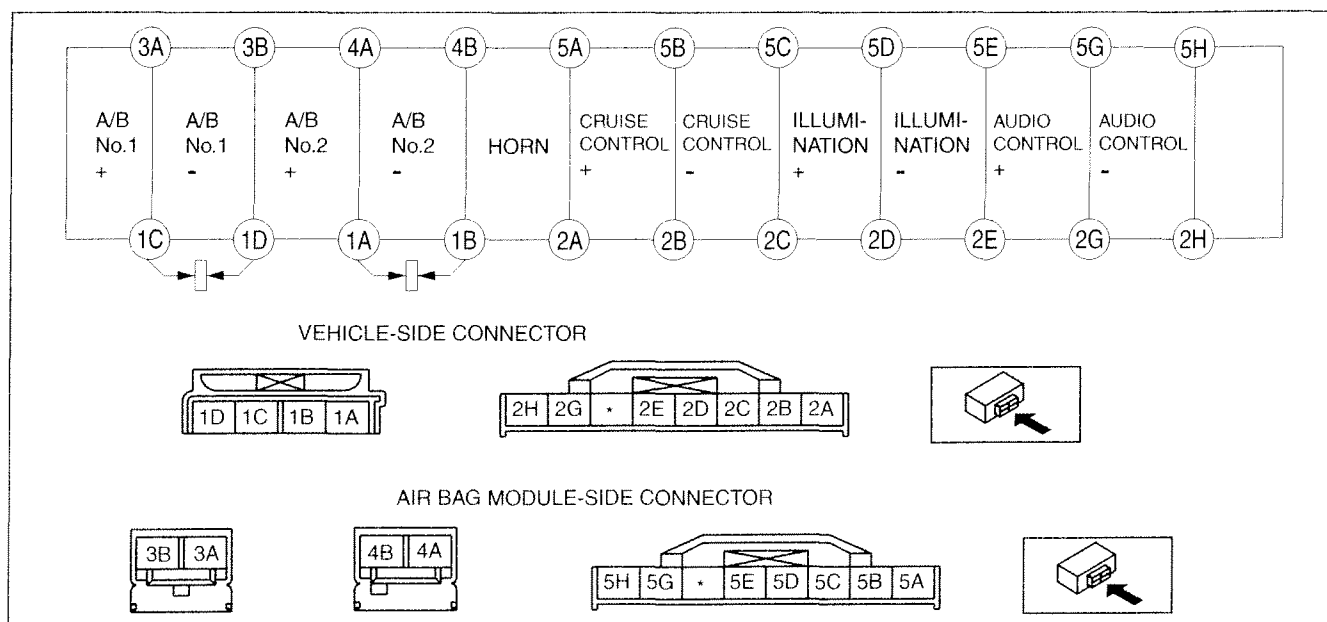 3A 3B 4A 4B 5A 5B 5C 5D 5E 5G 5H
A/B No.1 +
A/B No.1 -
A/B No.2 +
A/B No.2 -
HORN
CRUISE CONTROL +
CRUISE CONTROL -
ILLUMI-
NATION +
ILLUMI-
NATION -
AUDIO CONTROL +
AUDIO CONTROL -
1C 1D 1A 1B 2A 2B 2C 2D 2E 2G 2H
VEHICLE-SIDE CONNECTOR
1D 1C 1B 1A
2H 2G * 2E 2D 2C 2B 2A
AIR BAG MODULE-SIDE CONNECTOR
3B 3A
4B 4A
5H 5G * 5E 5D 5C 5B 5A